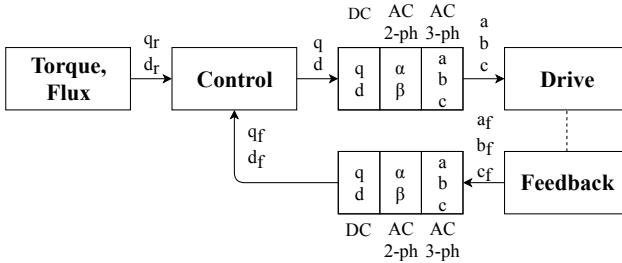 DC AC AC
2-ph 3-ph
Torque,
Flux
qr
dr
Control
q
d
q
d
α
β
a
b
c
a
b
c
Drive
qf
df
q
d
α
β
a
b
c
af
bf
cf
Feedback
DC AC AC
2-ph 3-ph